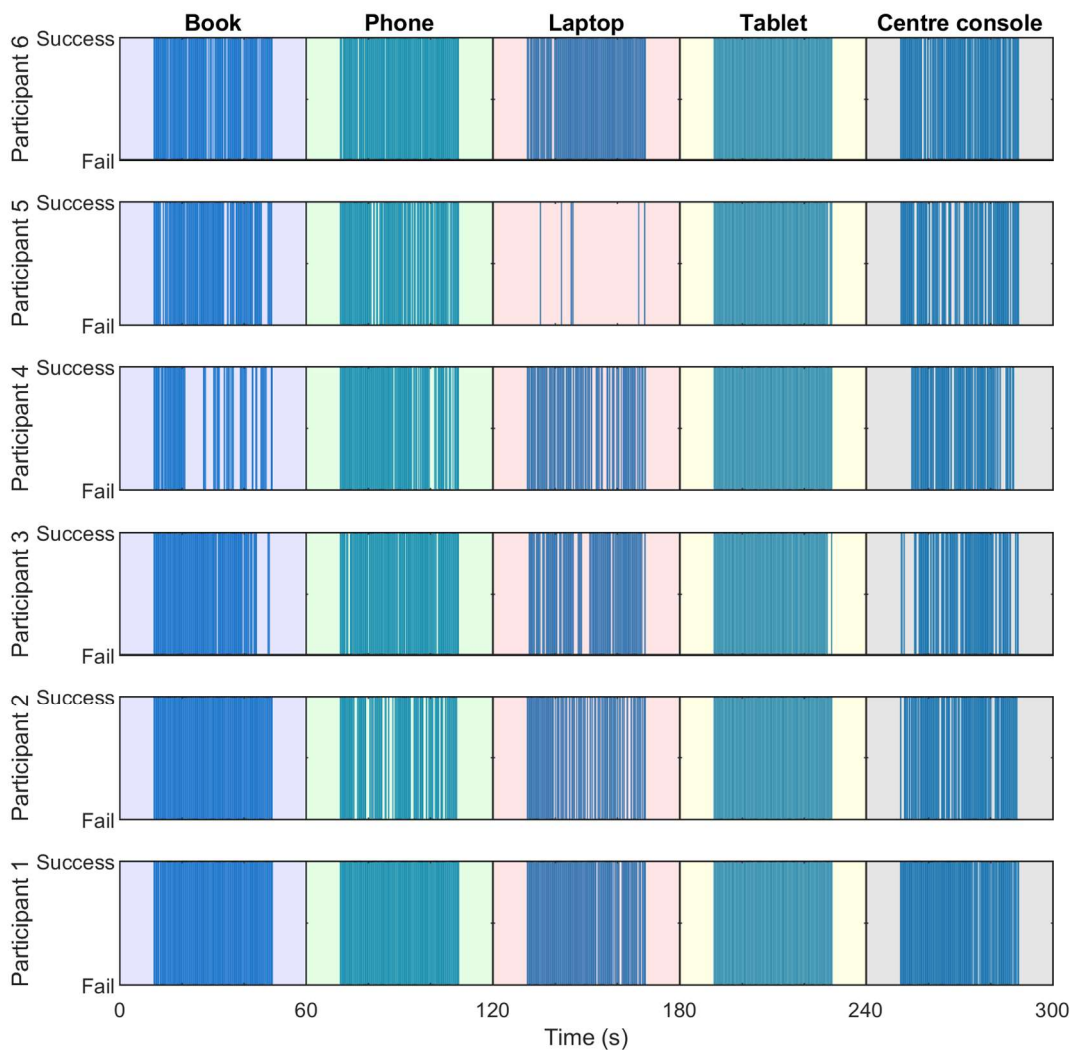 Book Phone Laptop Tablet Centre console
Participant 6
Success
Fail
Participant 5
Success
Fail
Participant 4
Success
Fail
Participant 3
Success
Fail
Participant 2
Success
Fail
Participant 1
Success
Fail
0 60 120 180 240 300
Time (s)